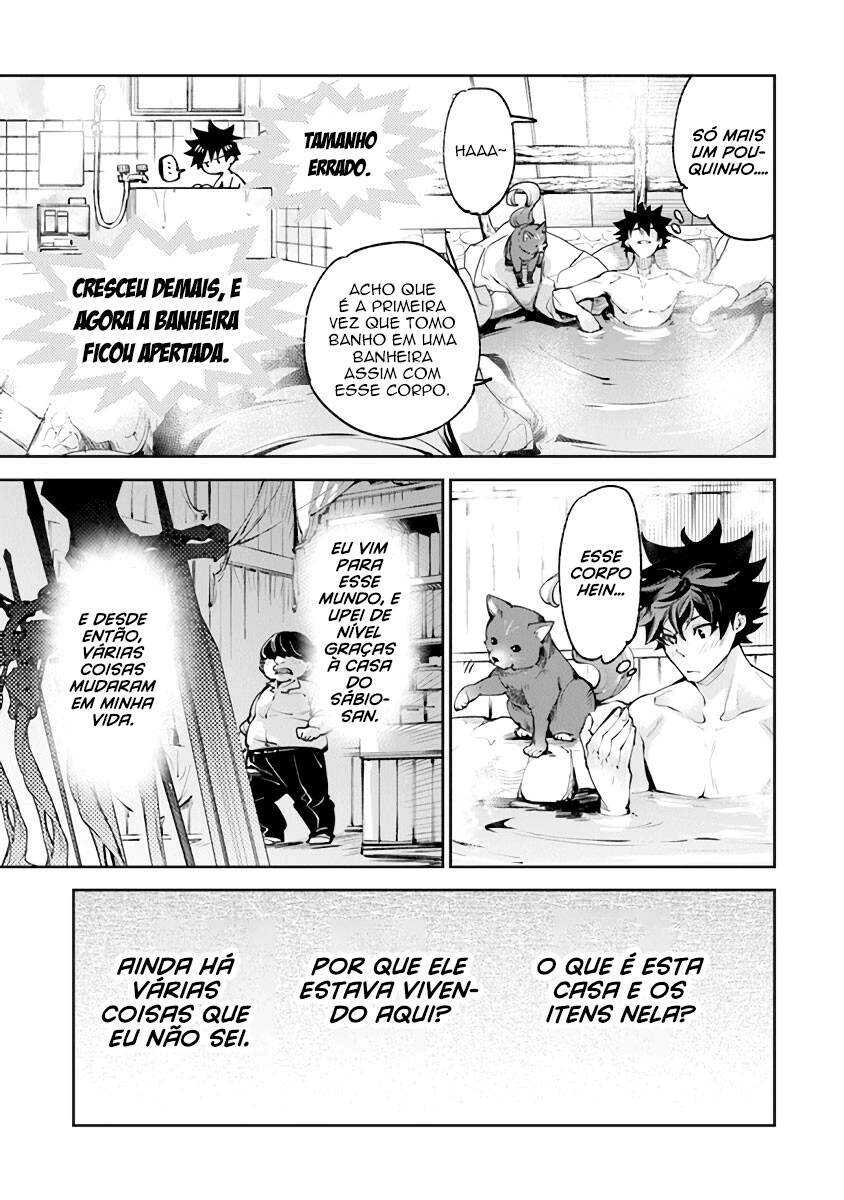 SÓ MAIS
UM POU-
QUINHO....
HAAA~
ACHO QUE
É A PRIMEIRA
VEZ QUE TOMO
BANHO EM UMA
BANHEIRA
ASSIM COM
ESSE CORPO.
TAMANHO
ERRADO.
...
CRESCEU DEMAIS, E
AGORA A BANHEIRA
FICOU APERTADA.
ESSE
CORPO
HEIN...
EU VIM
PARA
ESSE
MUNDO, E
UPEI DE
NÍVEL
GRAÇAS
À CASA
DO
SÁBIO-
SAN.
E DESDE
ENTÃO,
VÁRIAS
COISAS
MUDARAM
EM MINHA
VIDA.
O QUE É ESTA
CASA E OS
ITENS NELA?
POR QUE ELE
ESTAVA VIVEN-
DO AQUI?
AINDA HÁ
VÁRIAS
COISAS QUE
EU NÃO SEI.